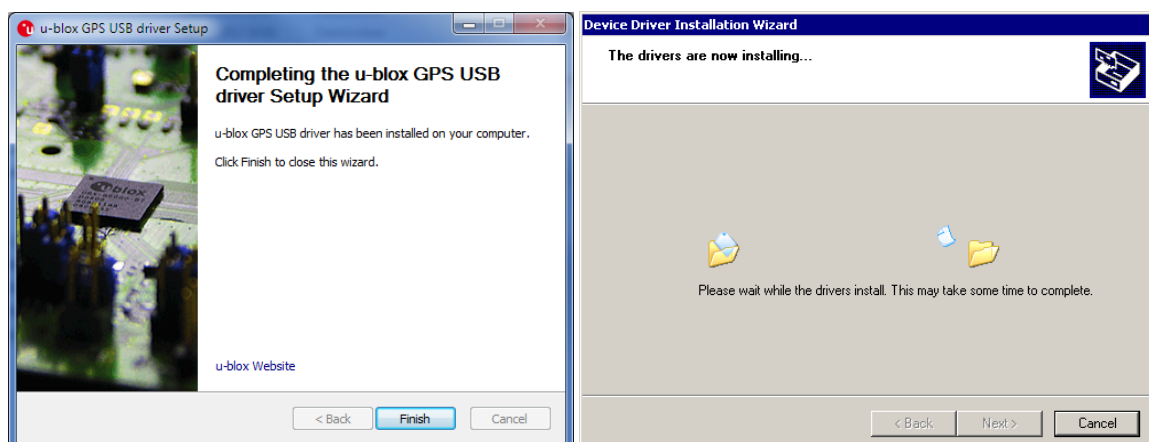 u-blox GPS USB driver Setup
Completing the u-blox GPS USB
driver Setup Wizard
u-blox GPS USB driver has been installed on your computer.
Click Finish to close this wizard.
blox
u-blox Website
< Back
Finish
Cancel
Device Driver Installation Wizard
The drivers are now installing...
Please wait while the drivers install. This may take some time to complete.
< Back
Next >
Cancel